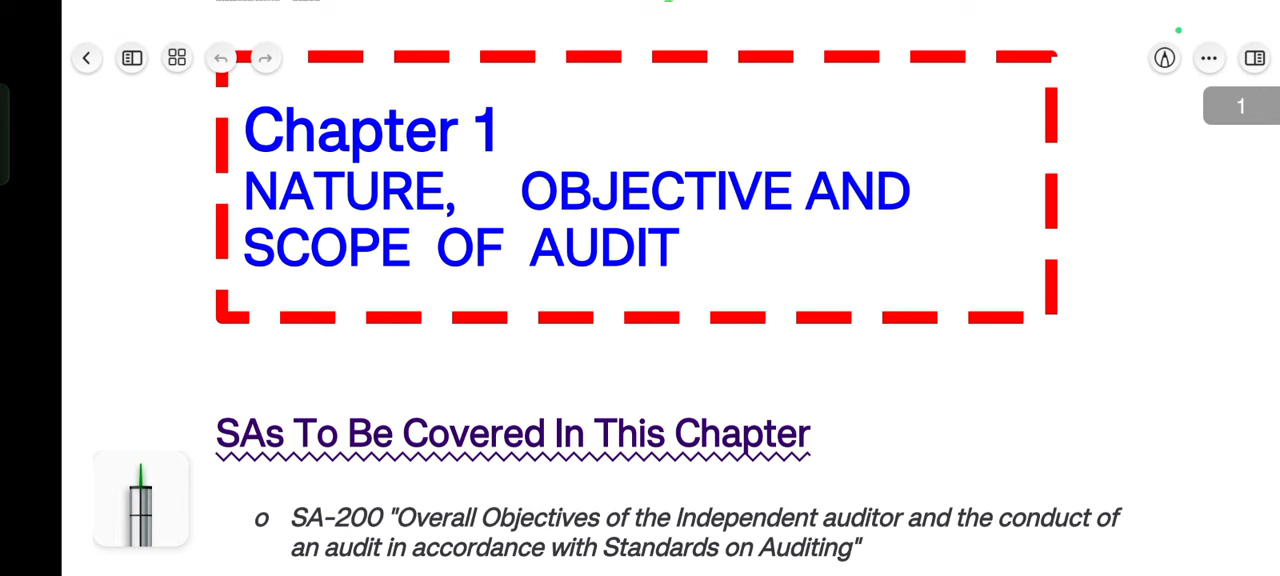 1
Chapter 1
NATURE, OBJECTIVE AND
SCOPE OF AUDIT
SAs To Be Covered In This Chapter
o SA-200 "Overall Objectives of the Independent auditor and the conduct of
an audit in accordance with Standards on Auditing"